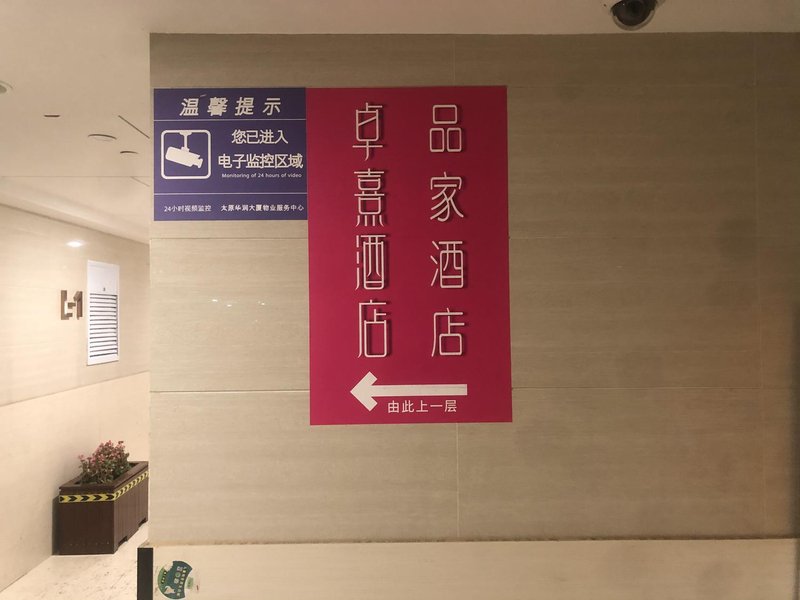 温馨提示
您已进入
电子监控区域
Monitoring of 24 hours of video
24小时视频监控 太原华润大厦物业服务中心
品家酒店
卓熹酒店
由此上一层